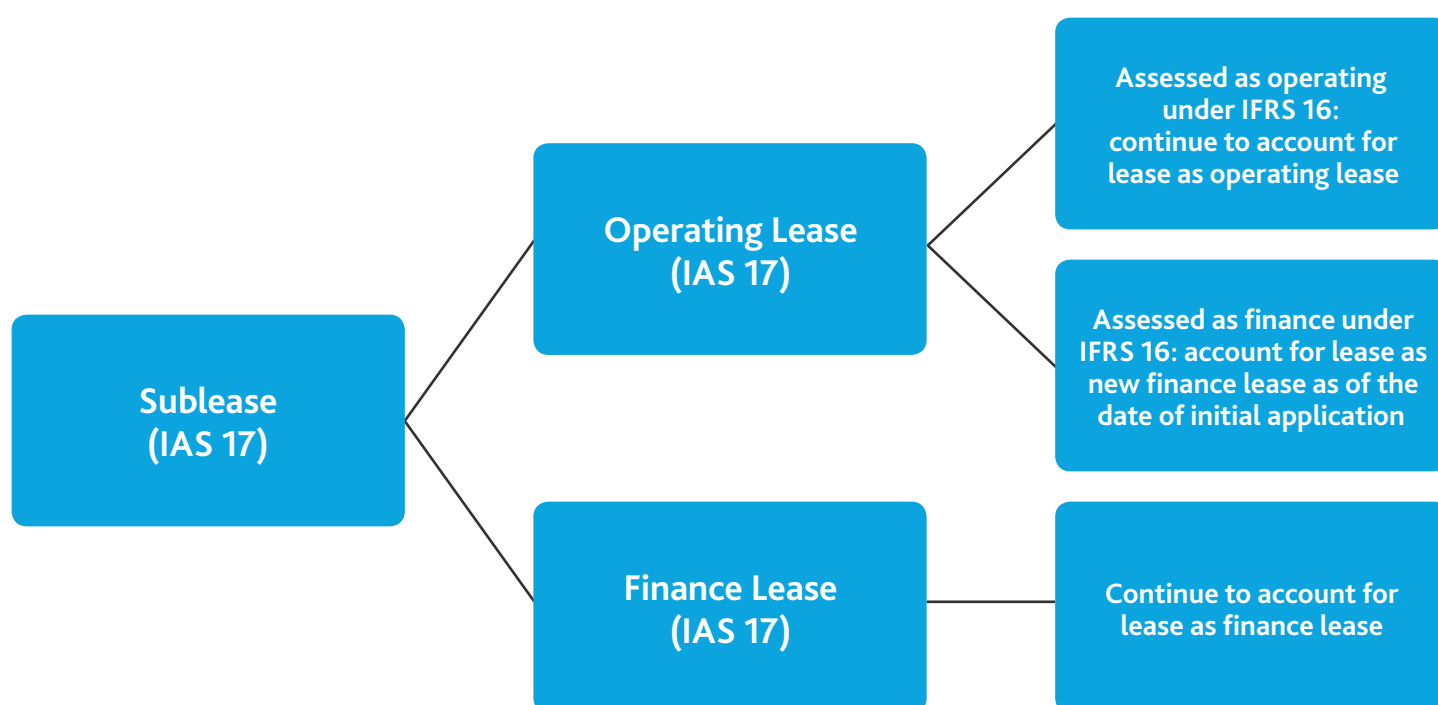 Sublease
(IAS 17)
Operating Lease
(IAS 17)
Assessed as operating
under IFRS 16:
continue to account for
lease as operating lease
Assessed as finance under
IFRS 16: account for lease as
new finance lease as of the
date of initial application
Finance Lease
(IAS 17)
Continue to account for
lease as finance lease